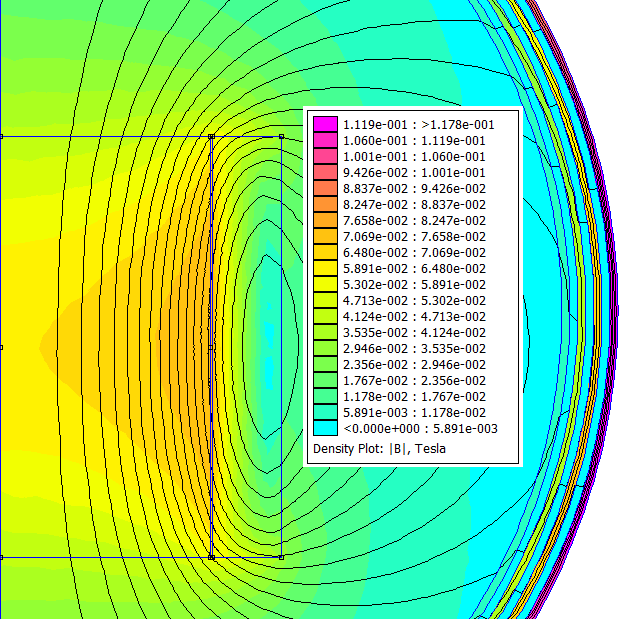 1.119e-001 : >1.178e-001
1.060e-001 : 1.119e-001
1.001e-001 : 1.060e-001
9.426e-002 : 1.001e-001
8.837e-002 : 9.426e-002
8.247e-002 : 8.837e-002
7.658e-002 : 8.247e-002
7.069e-002 : 7.658e-002
6.480e-002 : 7.069e-002
5.891e-002 : 6.480e-002
5.302e-002 : 5.891e-002
4.713e-002 : 5.302e-002
4.124e-002 : 4.713e-002
3.535e-002 : 4.124e-002
2.946e-002 : 3.535e-002
2.356e-002 : 2.946e-002
1.767e-002 : 2.356e-002
1.178e-002 : 1.767e-002
5.891e-003 : 1.178e-002
<0.000e+000 : 5.891e-003
Density Plot: |B|, Tesla